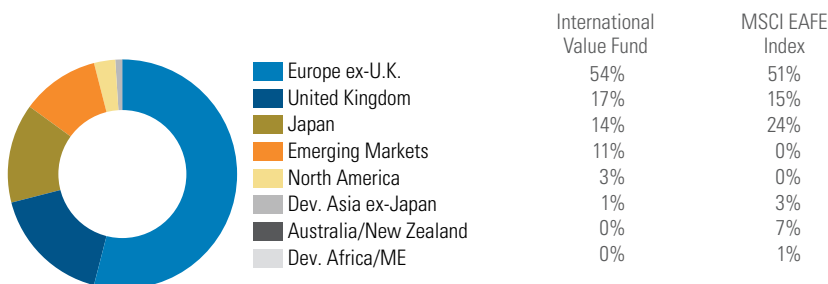 International MSCI EAFE
Value Fund Index
Europe ex-U.K. 54% 51%
United Kingdom 17% 15%
Japan 14% 24%
Emerging Markets 11% 0%
North America 3% 0%
Dev. Asia ex-Japan 1% 3%
Australia/New Zealand 0% 7%
Dev. Africa/ME 0% 1%